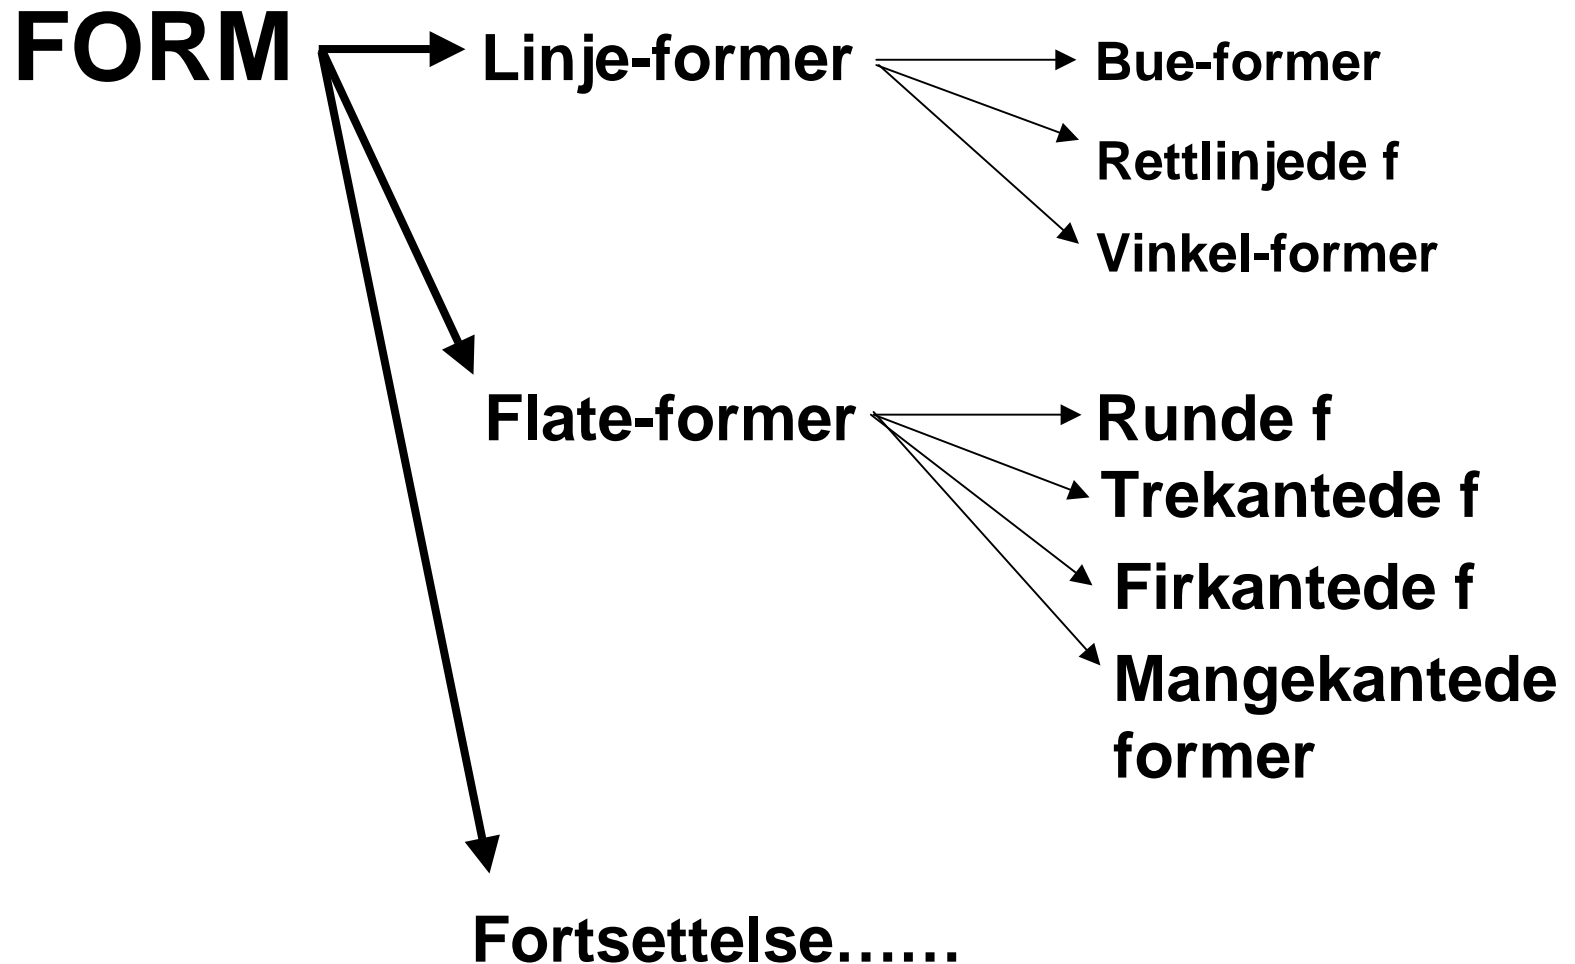 FORM
Linje-former
Bue-former
Rettlinjede f
Vinkel-former
Flate-former
Runde f
Trekantede f
Firkantede f
Mangekantede
former
Fortsettelse……